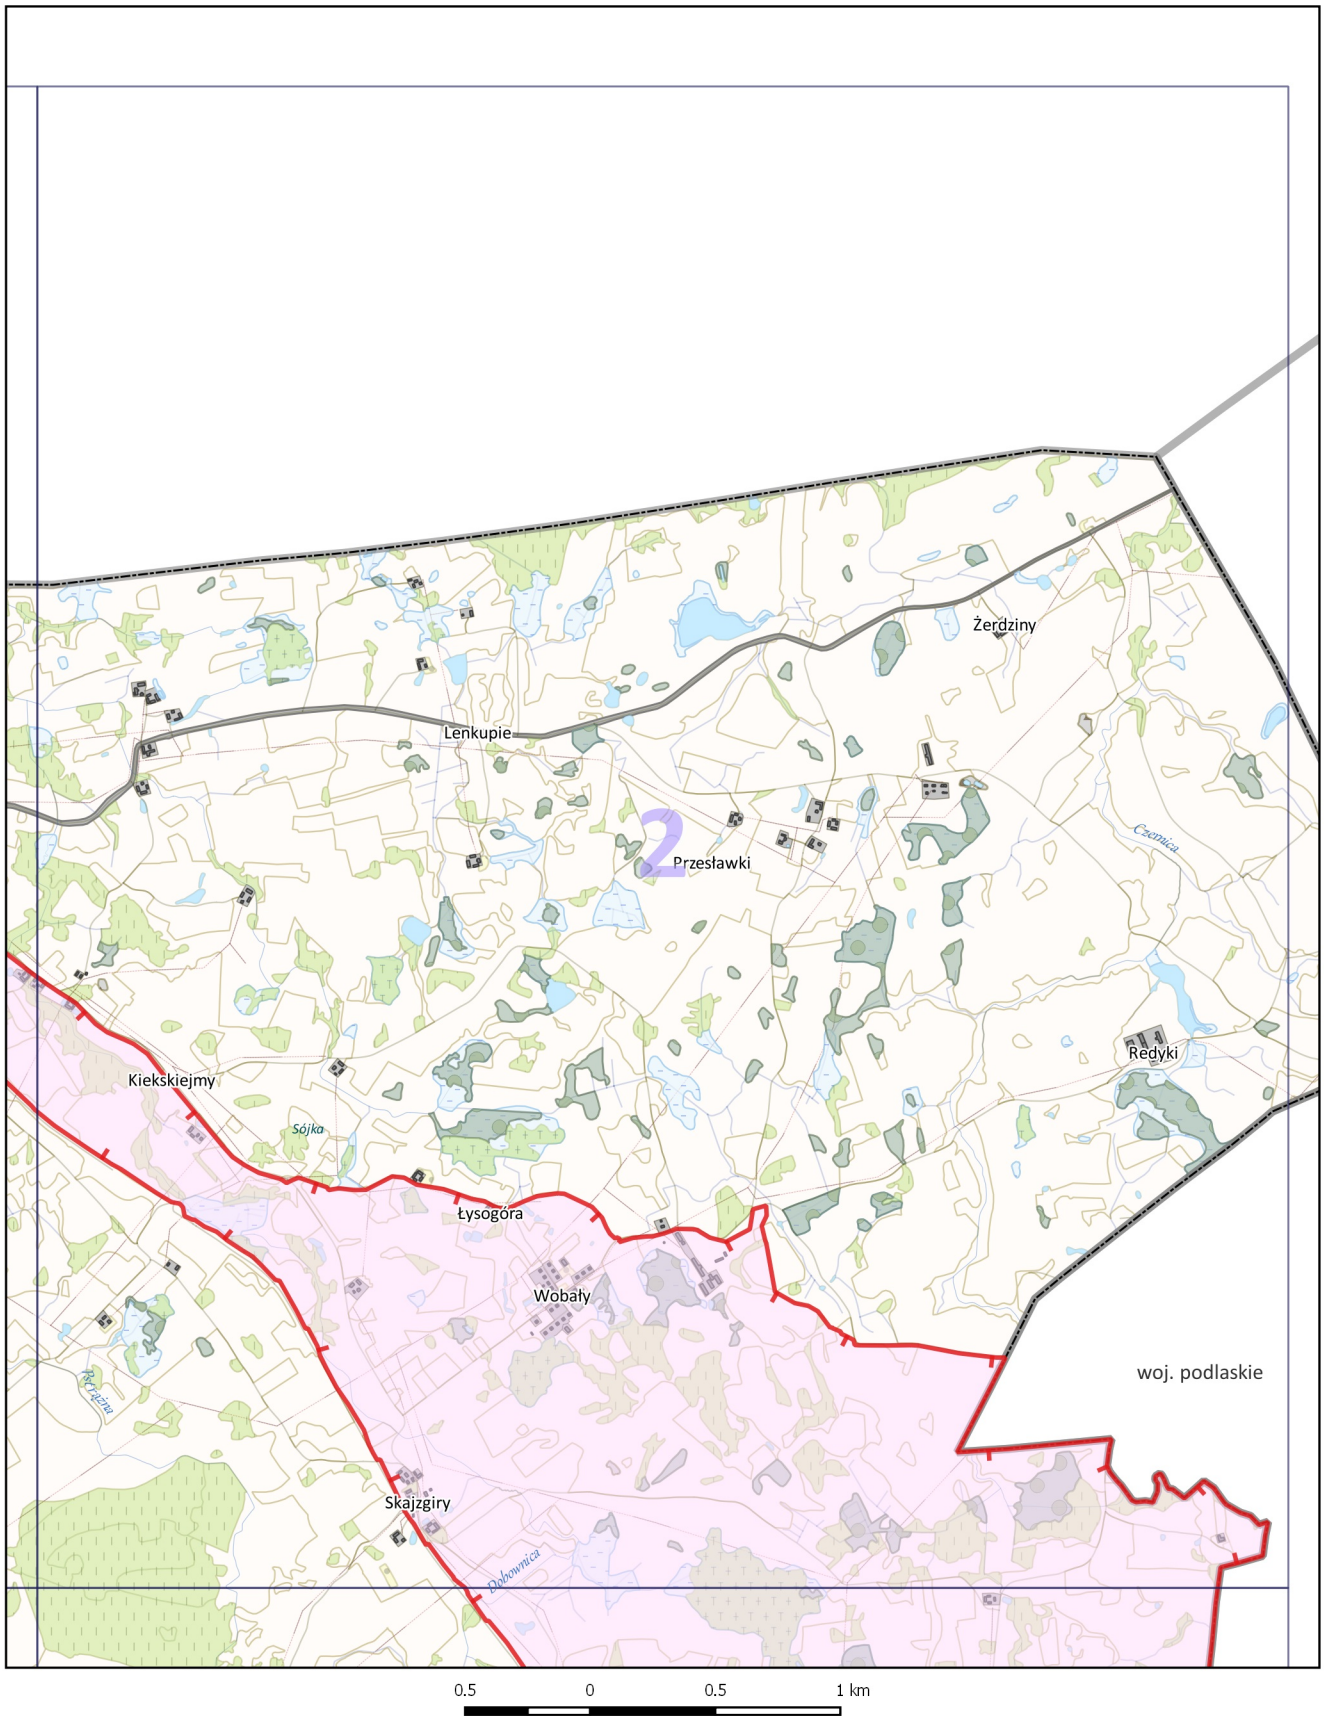 Żerdziny
Lenkupie
2
Przesławki
Czernica
Redyki
Kiekskiejmy
Sójka
Łysogóra
Wobały
woj. podlaskie
Pstrążna
Skajzgiry
Dobownica
0.5 0 0.5 1 km